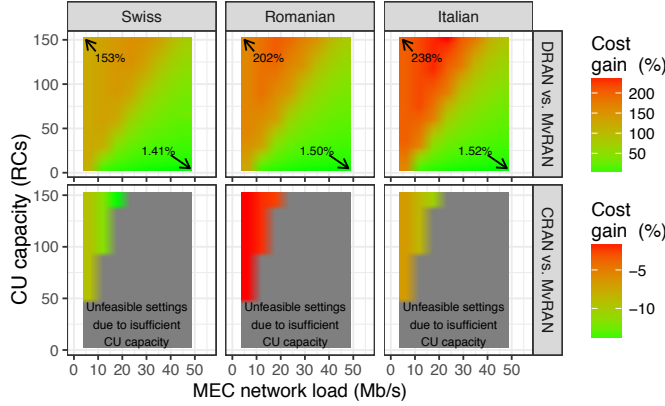 Swiss
Romanian
Italian
150
100
50
0
153%
1.41%
202%
1.50%
238%
1.52%
DRAN vs. MvRAN
Cost
gain (%)
200
150
100
50
CU capacity (RCs)
150
100
50
0
Unfeasible settings
due to isufficient
CU capacity
Unfeasible settings
due to isufficient
CU capacity
Unfeasible settings
due to isufficient
CU capacity
CRAN vs. MvRAN
Cost
gain (%)
−5
−10
0 10 20 30 40 50
0 10 20 30 40 50
0 10 20 30 40 50
MEC network load (Mb/s)